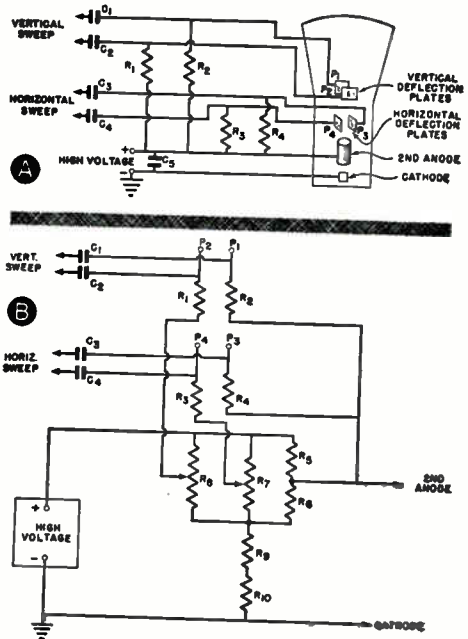 VERTICAL
SWEEP
C1
C2
R1
R2
P1
P2
VERTICAL
DEFLECTION
PLATES
HORIZONTAL
SWEEP
C3
C4
R3
R4
P4
P3
HORIZONTAL
DEFLECTION
PLATES
+
HIGH VOLTAGE
-
C5
2ND ANODE
CATHODE
A
B
VERT.
SWEEP
C1
C2
P2
P1
R1
R2
HORIZ.
SWEEP
C3
C4
P4
P3
R3
R4
R6
R7
R5
R6
2ND
ANODE
+
HIGH
VOLTAGE
-
R9
R10
CATHODE